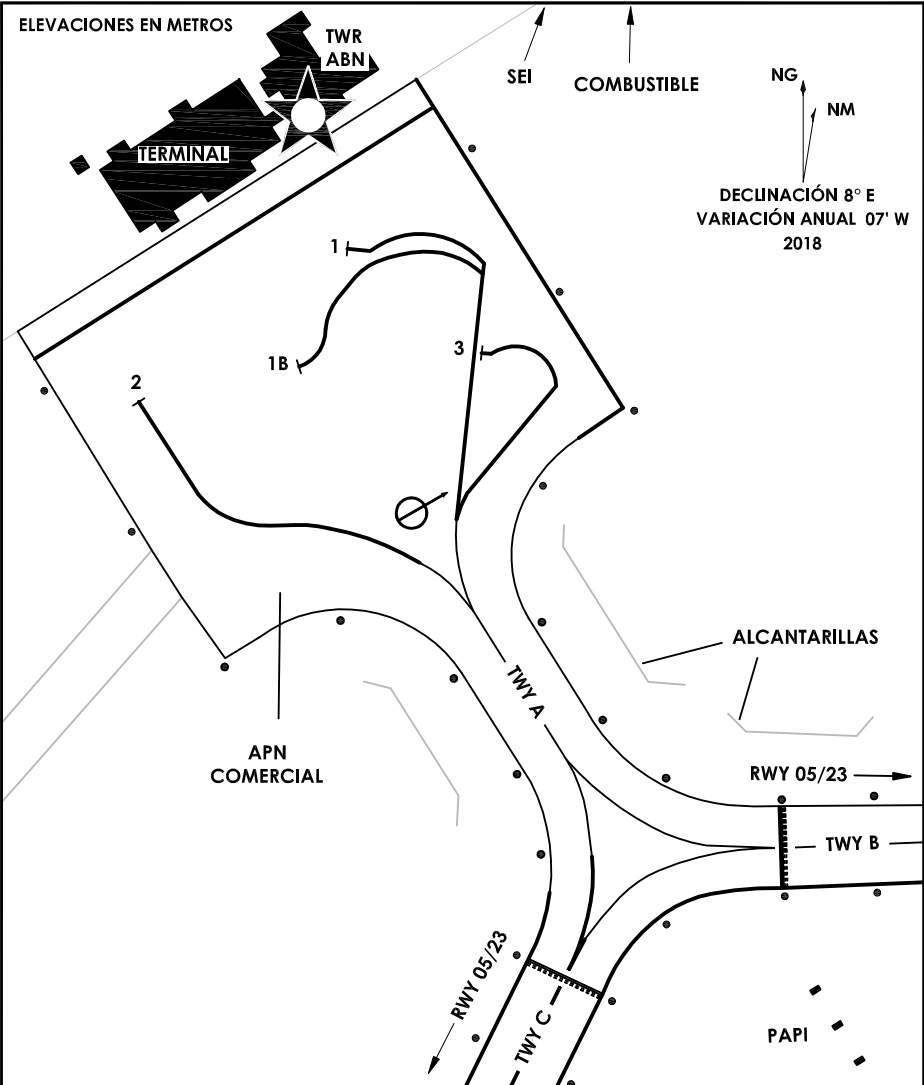 ELEVACIONES EN METROS
TWR
ABN
SEI
COMBUSTIBLE
NG
NM
TERMINAL
DECLINACIÓN 8° E
VARIACIÓN ANUAL 07' W
2018
1
1B
3
2
ALCANTARILLAS
TWY A
APN
COMERCIAL
RWY 05/23
TWY B
RWY 05/23
TWY C
PAPI